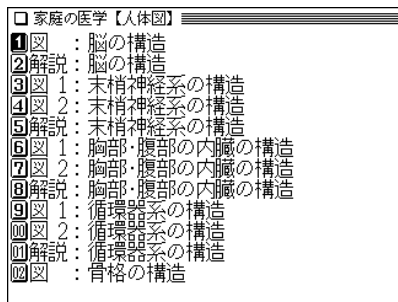 □ 家庭の医学【人体図】
1図　：脳の構造
2解説：脳の構造
3図 1：末梢神経系の構造
4図 2：末梢神経系の構造
5解説：末梢神経系の構造
6図 1：胸部・腹部の内臓の構造
7図 2：胸部・腹部の内臓の構造
8解説：胸部・腹部の内臓の構造
9図 1：循環器系の構造
00図 2：循環器系の構造
01解説：循環器系の構造
02図　：骨格の構造